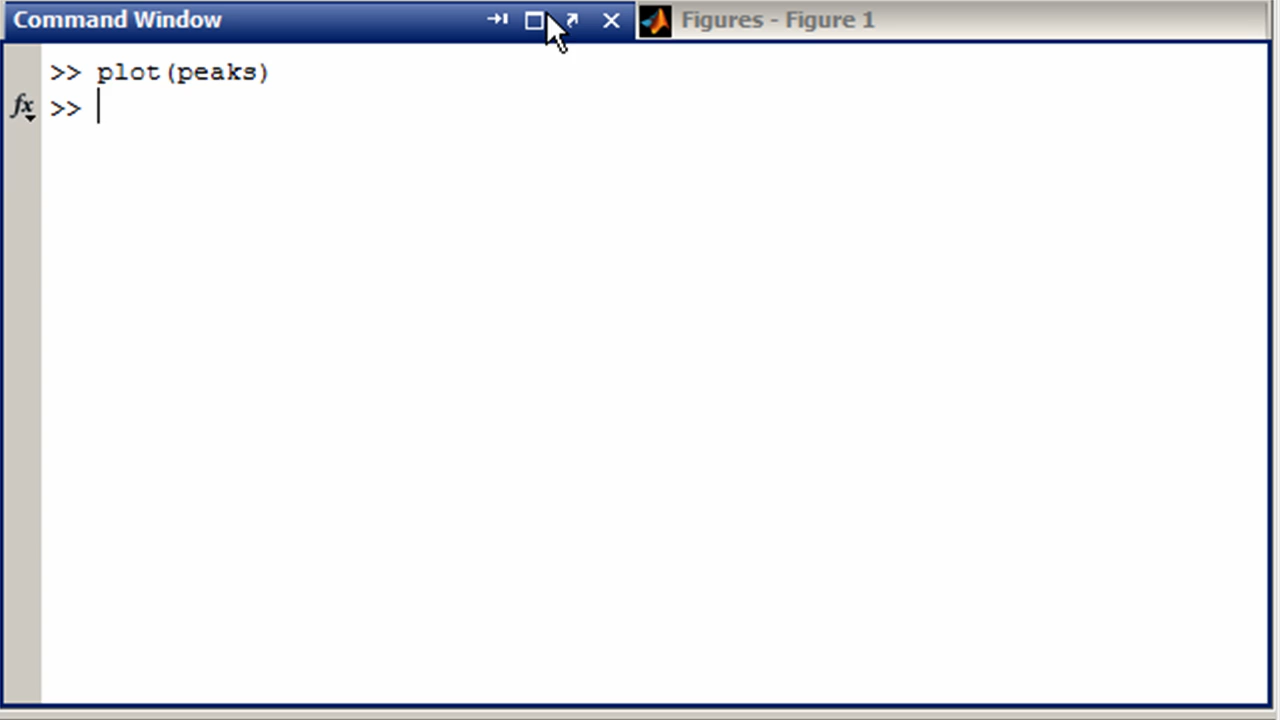 Command Window
Figures - Figure 1
>> plot(peaks)
fx >>